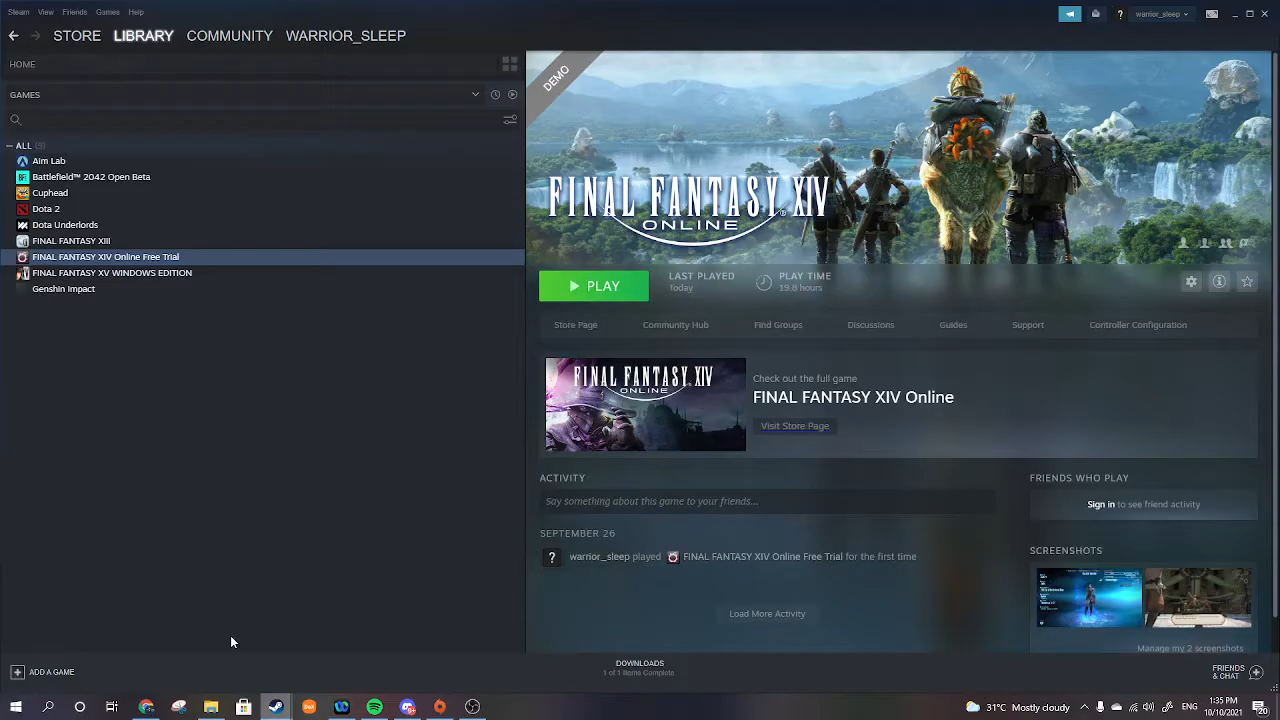 Steam View Friends Games Help
warrior_sleep
STORE LIBRARY COMMUNITY WARRIOR_SLEEP
HOME
GAMES
ALL (9)
Aim Lab
Battlefield™ 2042 Open Beta
Cuphead
Dota 2
Dota Underlords
FINAL FANTASY XIII
FINAL FANTASY XIV Online Free Trial
FINAL FANTASY XV WINDOWS EDITION
Genshin Impact
ADD A GAME
DEMO
FINAL FANTASY XIV
ONLINE
PLAY
LAST PLAYED
Today
PLAY TIME
19.8 hours
Store Page Community Hub Find Groups Discussions Guides Support Controller Configuration
FINAL FANTASY XIV
ONLINE
Check out the full game
FINAL FANTASY XIV Online
Visit Store Page
ACTIVITY
Say something about this game to your friends...
SEPTEMBER 26
? warrior_sleep played FINAL FANTASY XIV Online Free Trial for the first time
Load More Activity
FRIENDS WHO PLAY
Sign in to see friend activity
SCREENSHOTS
Manage my 2 screenshots
DOWNLOADS
1 of 1 Items Complete
FRIENDS
& CHAT
31°C 1:35 PM
10/10/2021
20